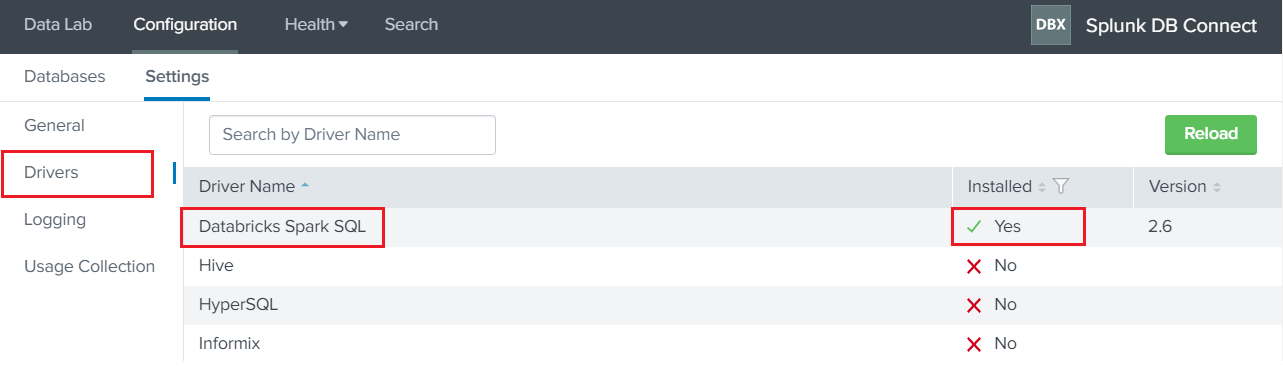 Data Lab Configuration Health Search DBX Splunk DB Connect
Databases Settings
General
Search by Driver Name Reload
Drivers
Driver Name Installed Version
Logging
Databricks Spark SQL Yes 2.6
Usage Collection
Hive No
HyperSQL No
Informix No